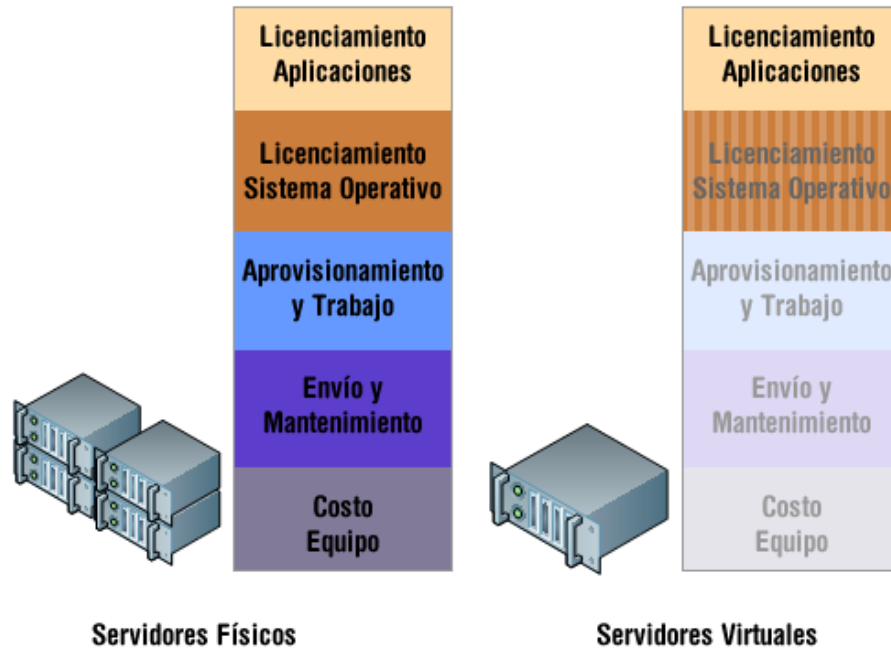 Licenciamiento
Aplicaciones
Licenciamiento
Sistema Operativo
Aprovisionamiento
y Trabajo
Envío y
Mantenimiento
Costo
Equipo
Servidores Físicos
Licenciamiento
Aplicaciones
Licenciamiento
Sistema Operativo
Aprovisionamiento
y Trabajo
Envío y
Mantenimiento
Costo
Equipo
Servidores Virtuales